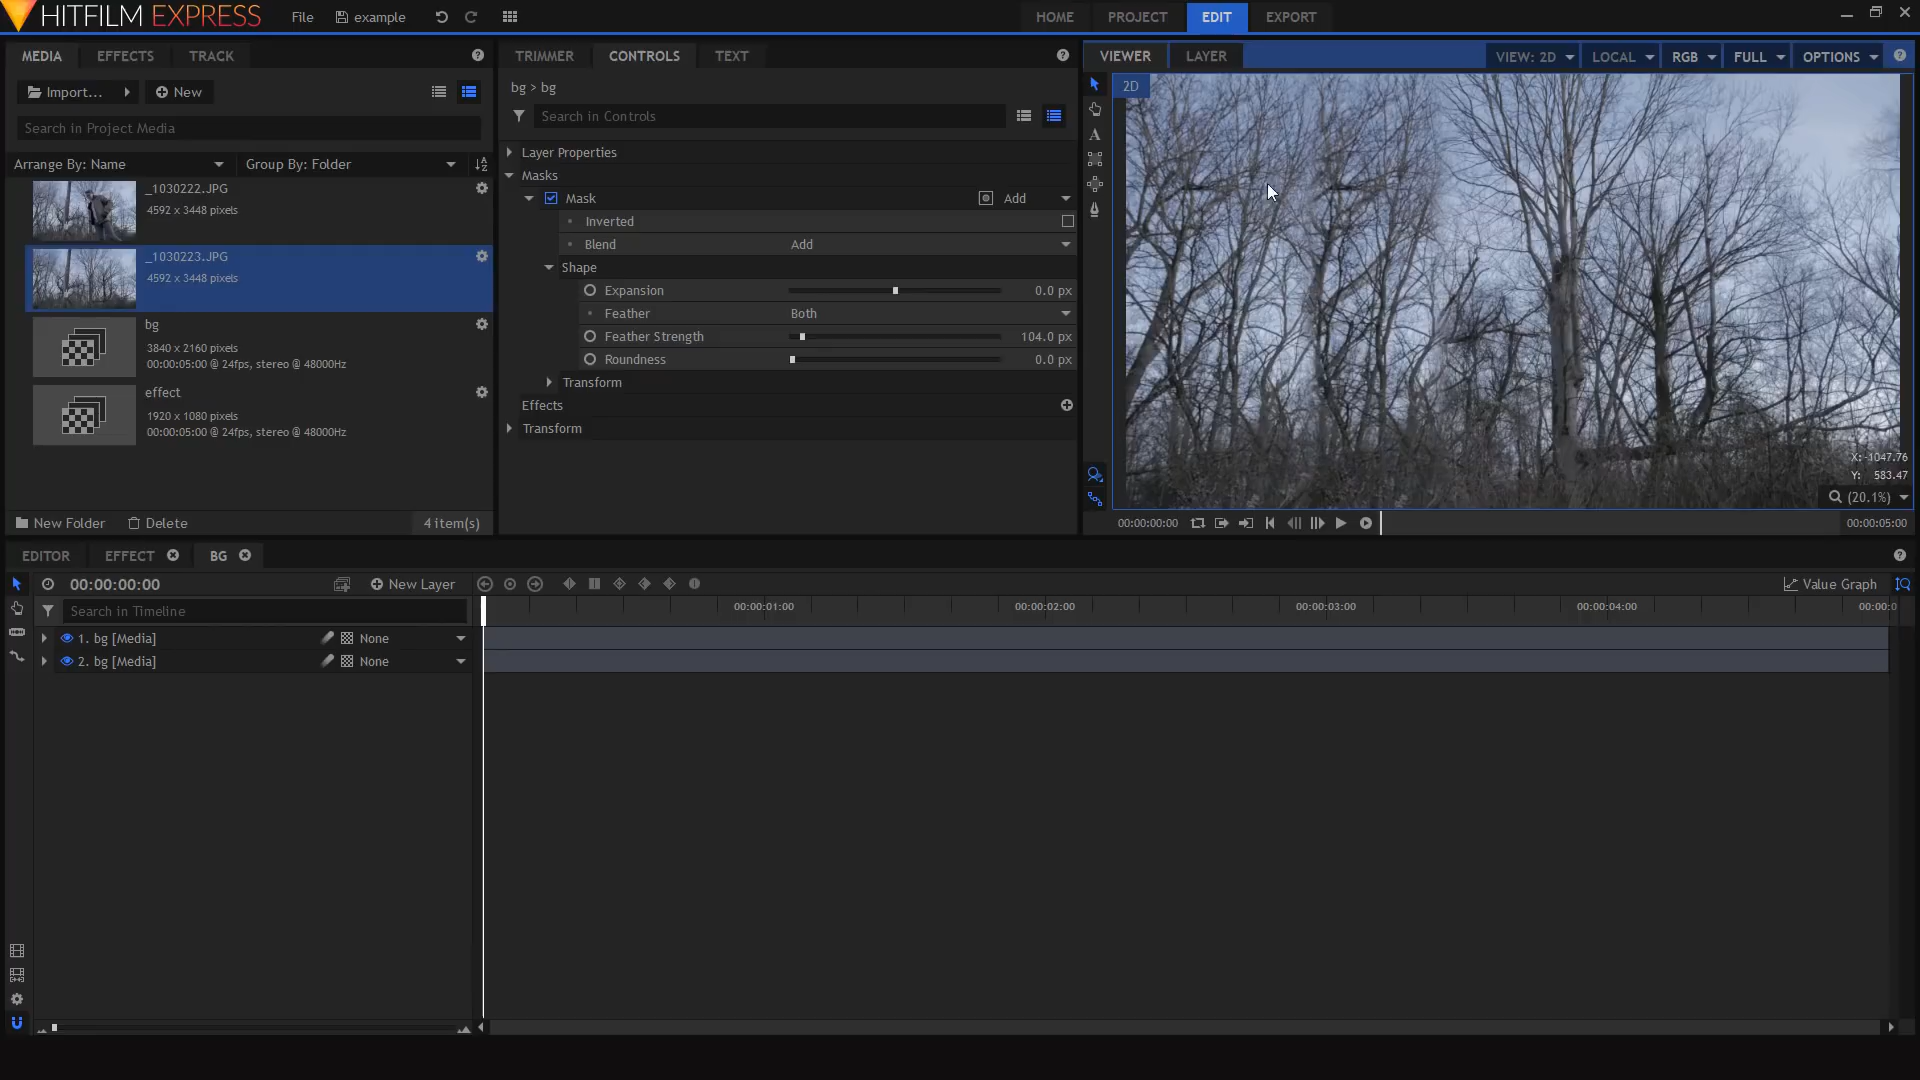 HITFILM EXPRESS
File
example
HOME
PROJECT
EDIT
EXPORT
MEDIA
EFFECTS
TRACK
Import...
New
Search in Project Media
Arrange By: Name
Group By: Folder
_1030222.JPG
4592 x 3448 pixels
_1030223.JPG
4592 x 3448 pixels
bg
3840 x 2160 pixels
00:00:05:00 @ 24fps, stereo @ 48000Hz
effect
1920 x 1080 pixels
00:00:05:00 @ 24fps, stereo @ 48000Hz
New Folder
Delete
4 item(s)
TRIMMER
CONTROLS
TEXT
bg > bg
Search in Controls
Layer Properties
Masks
Mask
Add
Inverted
Blend
Add
Shape
Expansion
0.0 px
Feather
Both
Feather Strength
104.0 px
Roundness
0.0 px
Transform
Effects
Transform
VIEWER
LAYER
VIEW: 2D
LOCAL
RGB
FULL
OPTIONS
2D
X: -1047.76
Y: 583.47
(20.1%)
00:00:00:00
00:00:05:00
EDITOR
EFFECT
BG
00:00:00:00
New Layer
Value Graph
Search in Timeline
00:00:01:00
00:00:02:00
00:00:03:00
00:00:04:00
00:00:0
1. bg [Media]
None
2. bg [Media]
None